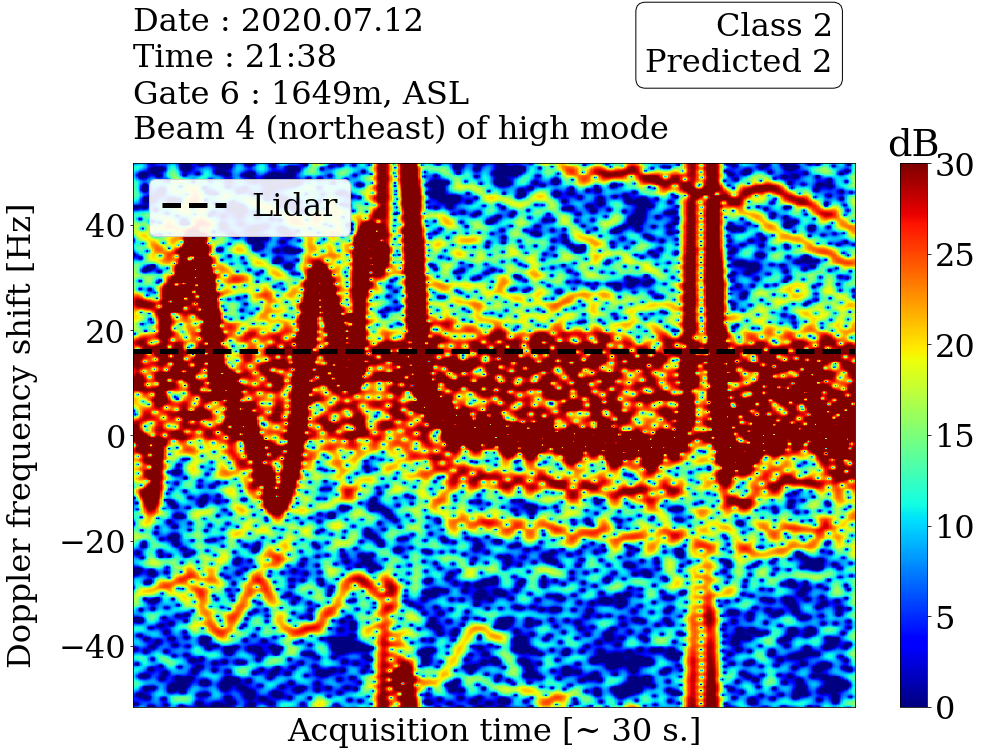 Date : 2020.07.12
Time : 21:38
Gate 6 : 1649m, ASL
Beam 4 (northeast) of high mode
Class 2
Predicted 2
dB
Lidar
Doppler frequency shift [Hz]
40
20
0
−20
−40
30
25
20
15
10
5
0
Acquisition time [~ 30 s.]